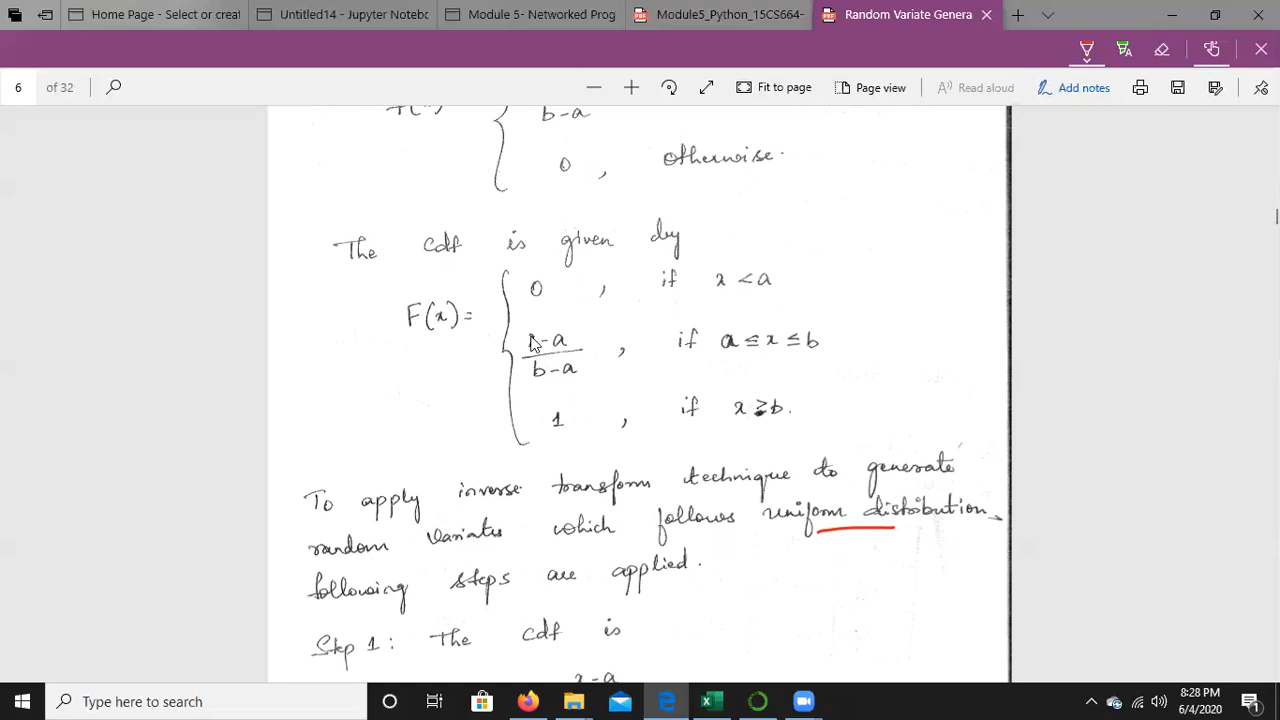 Home Page - Select or creat
Untitled14 - Jupyter Notebo
Module 5- Networked Prog
Module5_Python_15CS664-
Random Variate Genera
6 of 32
Fit to page
Page view
Read aloud
Add notes
b-a
0 , otherwise.
The cdf is given by
F(x)=
0 , if x < a
x-a
b-a
, if a ≤ x ≤ b
1 , if x ≥ b.
To apply inverse transform technique to generate
random variates which follows uniform distribution
following steps are applied.
Step 1: The cdf is
x-a
Type here to search
8:28 PM
6/4/2020